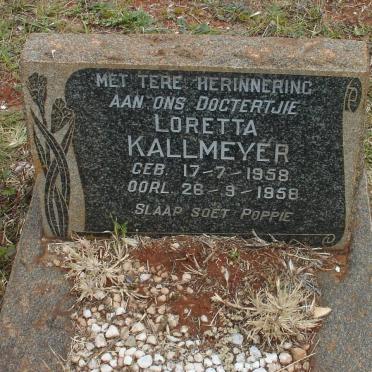 MET TERE HERINNERING
AAN ONS DOCTERTJIE
LORETTA
KALLMEYER
GEB. 17-7-1958
OORL. 28-9-1958
SLAAP SOET POPPIE